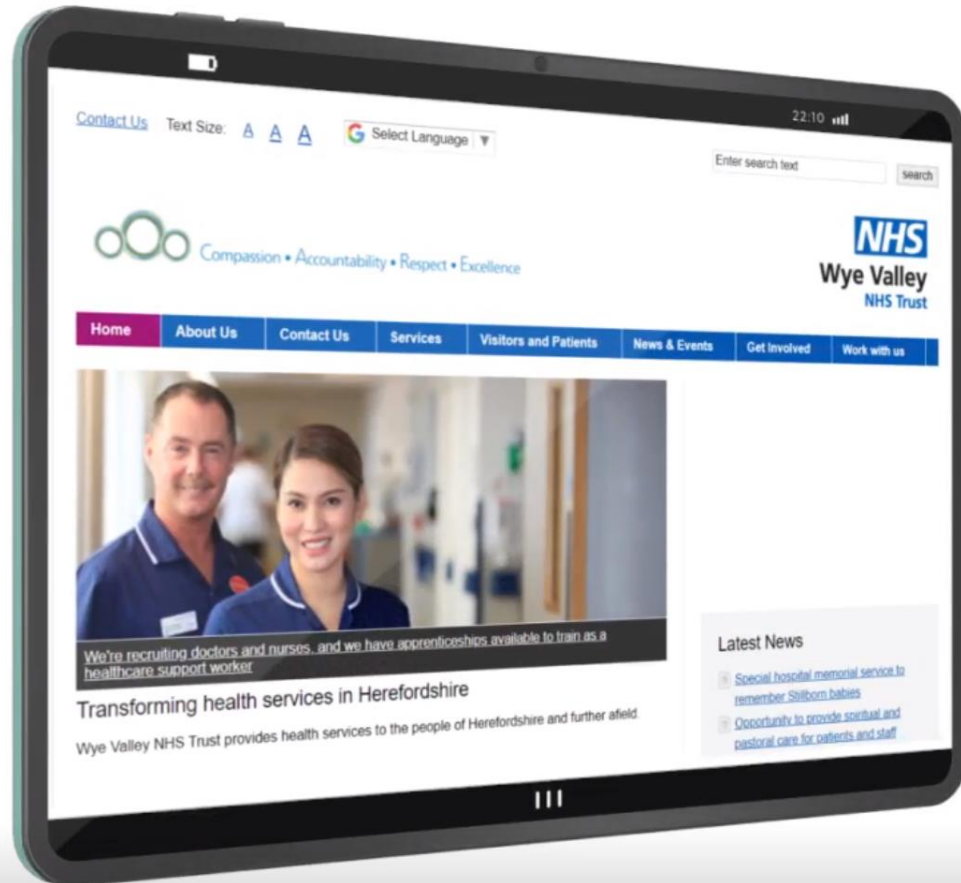 22:10
Contact Us Text Size: A A A G Select Language ▼
Enter search text search
Compassion • Accountability • Respect • Excellence
NHS
Wye Valley
NHS Trust
Home About Us Contact Us Services Visitors and Patients News & Events Get Involved Work with us
We're recruiting doctors and nurses, and we have apprenticeships available to train as a
healthcare support worker
Transforming health services in Herefordshire
Wye Valley NHS Trust provides health services to the people of Herefordshire and further afield.
Latest News
Special hospital memorial service to
remember Stillborn babies
Opportunity to provide spiritual and
pastoral care for patients and staff